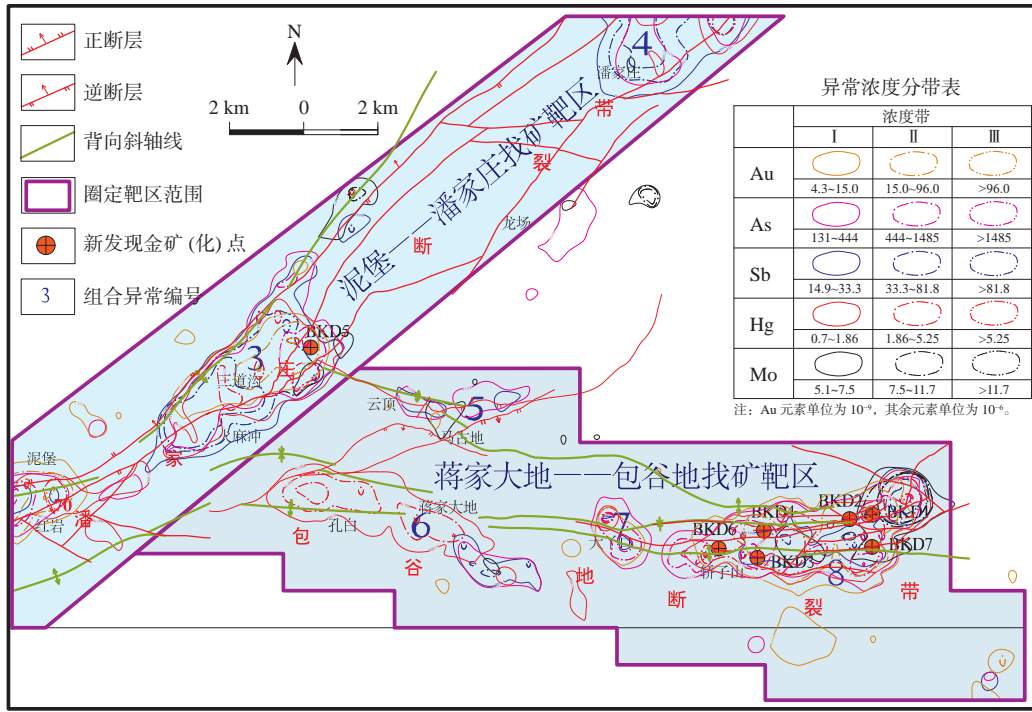 正断层
逆断层
背向斜轴线
圈定靶区范围
新发现金矿 (化) 点
3 组合异常编号
N
2 km 0 2 km
异常浓度分带表
浓度带
Ⅰ Ⅱ Ⅲ
Au
4.3~15.0 15.0~96.0 >96.0
As
131~444 444~1485 >1485
Sb
14.9~33.3 33.3~81.8 >81.8
Hg
0.7~1.86 1.86~5.25 >5.25
Mo
5.1~7.5 7.5~11.7 >11.7
注：Au 元素单位为 10⁻⁹，其余元素单位为 10⁻⁶。
4
潘家庄
带
裂
断
庄
家
潘
泥堡——潘家庄找矿靶区
龙场
BKD5
3
大麻冲
泥堡
红岩
云顶
5
马古地
蒋家大地——包谷地找矿靶区
蒋家大地
孔白
6
7
包
谷
地
断
裂
带
BKD6
BKD4
BKD2
BKD1
BKD3
BKD7
轿子山
8